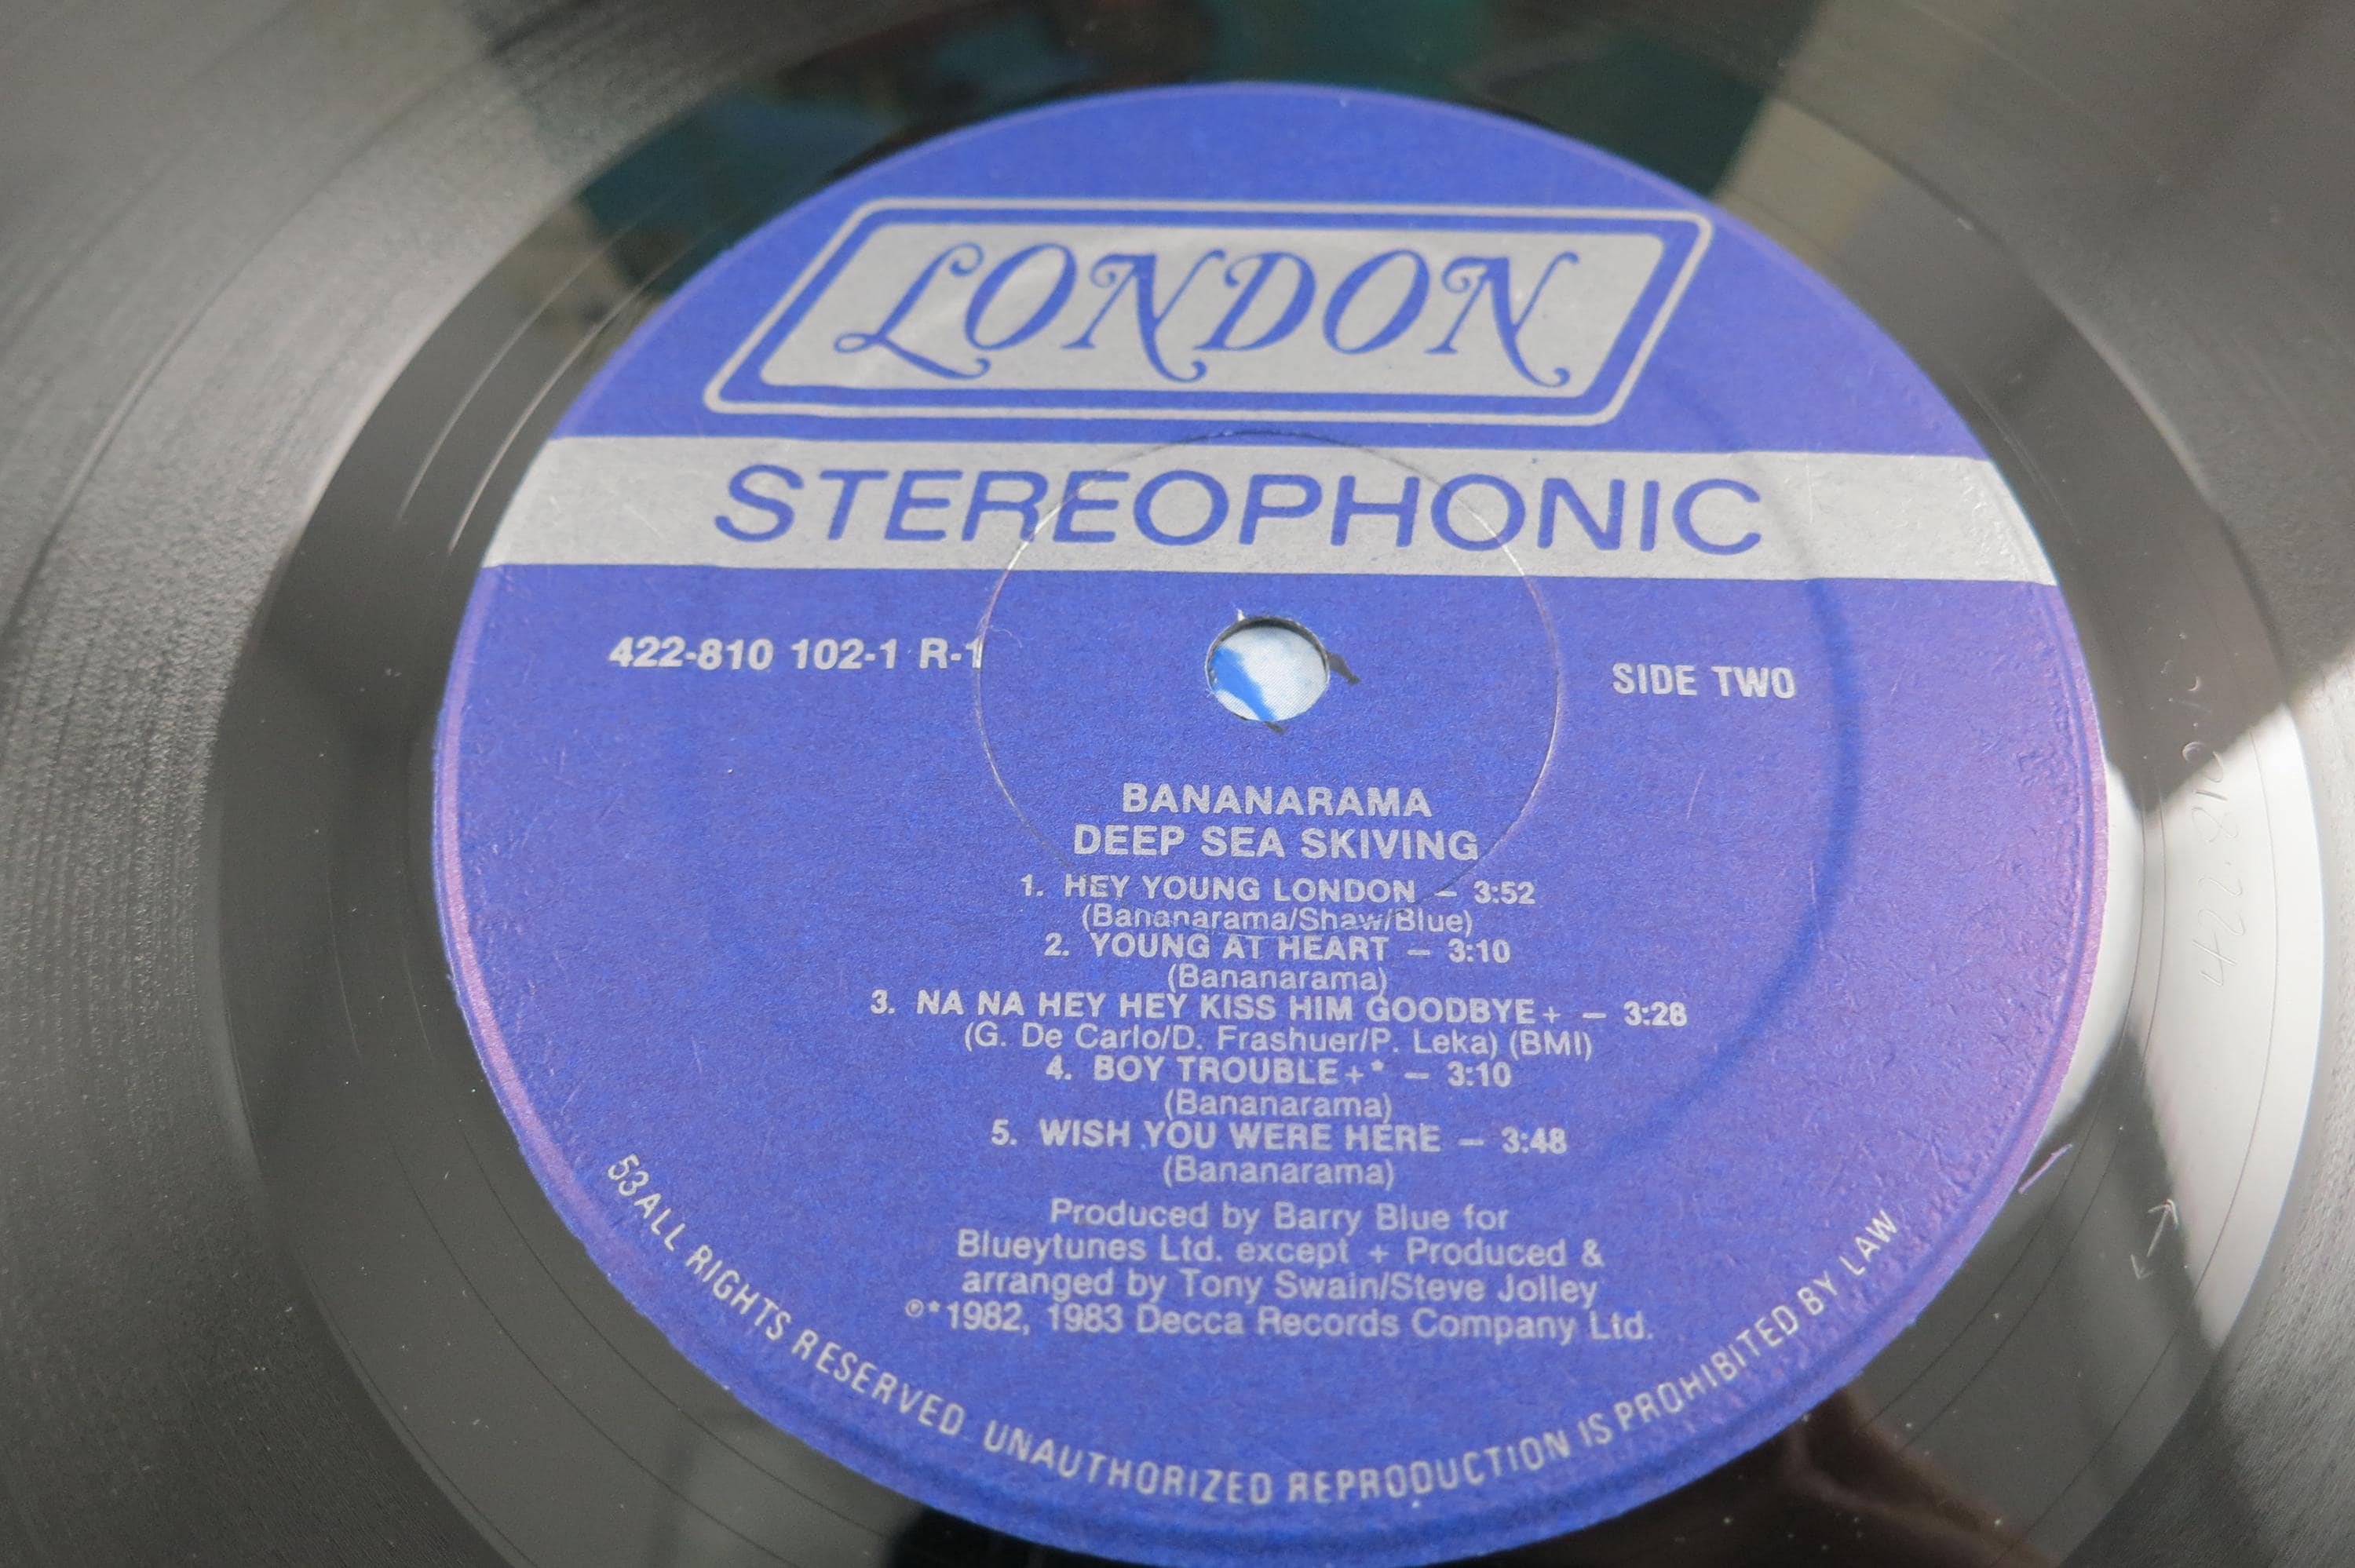 LONDON
STEREOPHONIC
422-810 102-1 R-1
SIDE TWO
BANANARAMA
DEEP SEA SKIVING
1. HEY YOUNG LONDON – 3:52
(Bananarama/Shaw/Blue)
2. YOUNG AT HEART – 3:10
(Bananarama)
3. NA NA HEY HEY KISS HIM GOODBYE+ – 3:28
(G. De Carlo/D. Frashuer/P. Leka) (BMI)
4. BOY TROUBLE+* – 3:10
(Bananarama)
5. WISH YOU WERE HERE – 3:48
(Bananarama)
Produced by Barry Blue for
Blueytunes Ltd. except + Produced &
arranged by Tony Swain/Steve Jolley
℗*1982, 1983 Decca Records Company Ltd.
53ALL RIGHTS RESERVED. UNAUTHORIZED REPRODUCTION IS PROHIBITED BY LAW